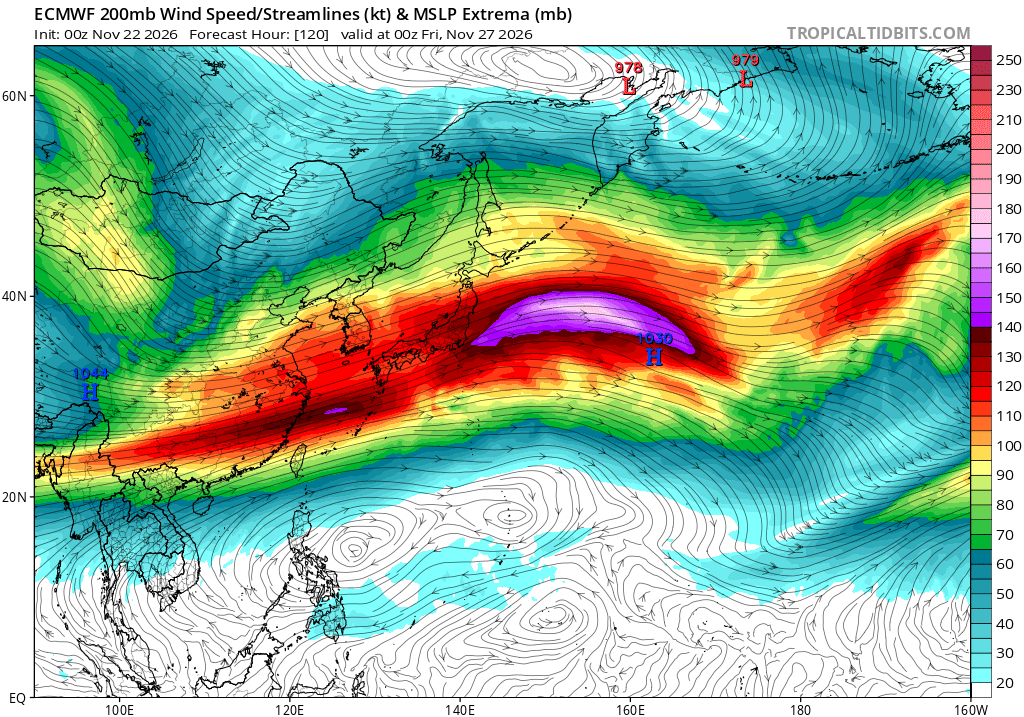 ECMWF 200mb Wind Speed/Streamlines (kt) & MSLP Extrema (mb)
Init: 00z Nov 22 2026 Forecast Hour: [120] valid at 00z Fri, Nov 27 2026
TROPICALTIDBITS.COM
978
L
979
L
1030
H
1044
H
60N
40N
20N
EQ
100E
120E
140E
160E
180
160W
250
230
220
210
200
190
180
170
160
150
140
130
120
110
100
90
80
70
60
50
40
30
20